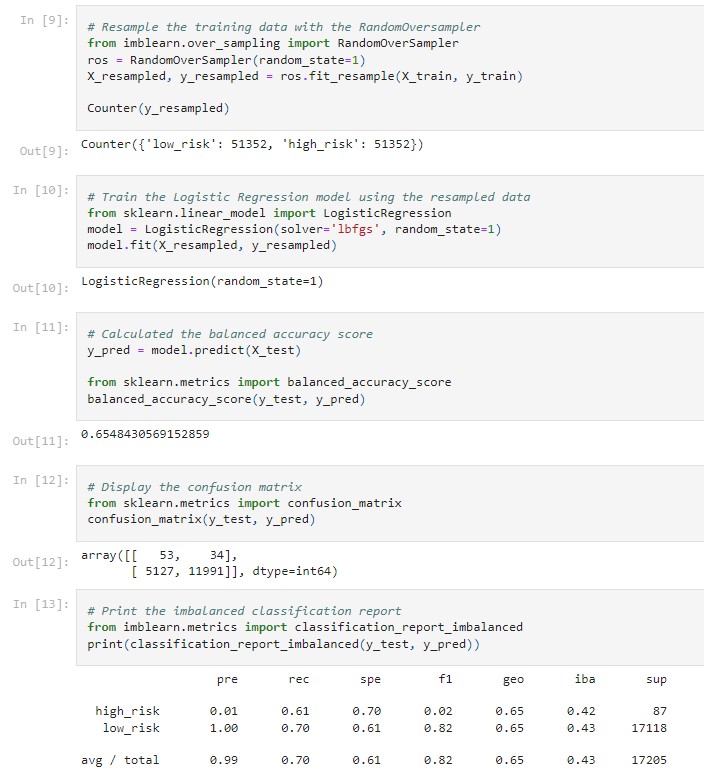 In [9]:
# Resample the training data with the RandomOversampler
from imblearn.over_sampling import RandomOverSampler
ros = RandomOverSampler(random_state=1)
X_resampled, y_resampled = ros.fit_resample(X_train, y_train)
Counter(y_resampled)
Out[9]: Counter({'low_risk': 51352, 'high_risk': 51352})
In [10]:
# Train the Logistic Regression model using the resampled data
from sklearn.linear_model import LogisticRegression
model = LogisticRegression(solver='lbfgs', random_state=1)
model.fit(X_resampled, y_resampled)
Out[10]: LogisticRegression(random_state=1)
In [11]:
# Calculated the balanced accuracy score
y_pred = model.predict(X_test)
from sklearn.metrics import balanced_accuracy_score
balanced_accuracy_score(y_test, y_pred)
Out[11]: 0.6548430569152859
In [12]:
# Display the confusion matrix
from sklearn.metrics import confusion_matrix
confusion_matrix(y_test, y_pred)
Out[12]: array([[   53,    34],
       [ 5127, 11991]], dtype=int64)
In [13]:
# Print the imbalanced classification report
from imblearn.metrics import classification_report_imbalanced
print(classification_report_imbalanced(y_test, y_pred))
pre rec spe f1 geo iba sup
high_risk 0.01 0.61 0.70 0.02 0.65 0.42 87
low_risk 1.00 0.70 0.61 0.82 0.65 0.43 17118
avg / total 0.99 0.70 0.61 0.82 0.65 0.43 17205